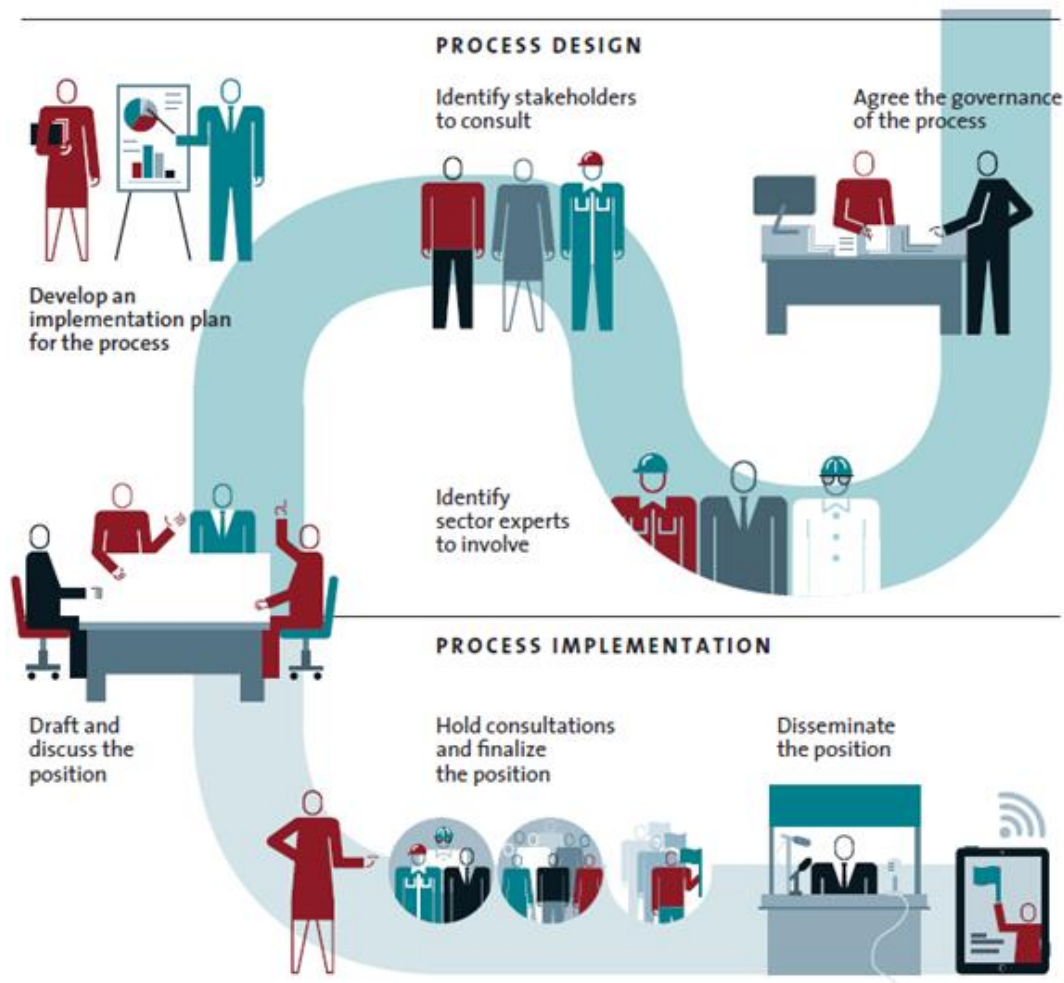 PROCESS DESIGN
Agree the governance
of the process
Identify stakeholders
to consult
Identify
sector experts
to involve
Develop an
implementation plan
for the process
PROCESS IMPLEMENTATION
Draft and
discuss the
position
Hold consultations
and finalize
the position
Disseminate
the position